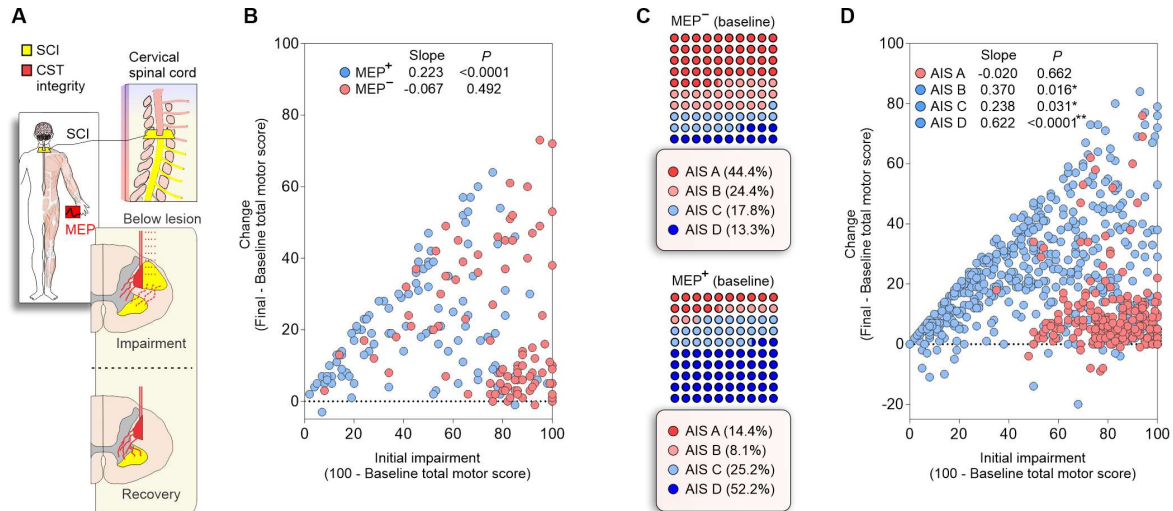 A
SCI
CST
integrity
Cervical
spinal cord
SCI
MEP
Below lesion
Impairment
Recovery
B
Slope P
MEP+ 0.223 <0.0001
MEP− -0.067 0.492
100
80
60
40
20
0
0 20 40 60 80 100
Change
(Final - Baseline total motor score)
Initial impairment
(100 - Baseline total motor score)
C
MEP− (baseline)
AIS A (44.4%)
AIS B (24.4%)
AIS C (17.8%)
AIS D (13.3%)
MEP+ (baseline)
AIS A (14.4%)
AIS B (8.1%)
AIS C (25.2%)
AIS D (52.2%)
D
Slope P
AIS A -0.020 0.662
AIS B 0.370 0.016*
AIS C 0.238 0.031*
AIS D 0.622 <0.0001**
100
80
60
40
20
0
-20
0 20 40 60 80 100
Change
(Final - Baseline total motor score)
Initial impairment
(100 - Baseline total motor score)